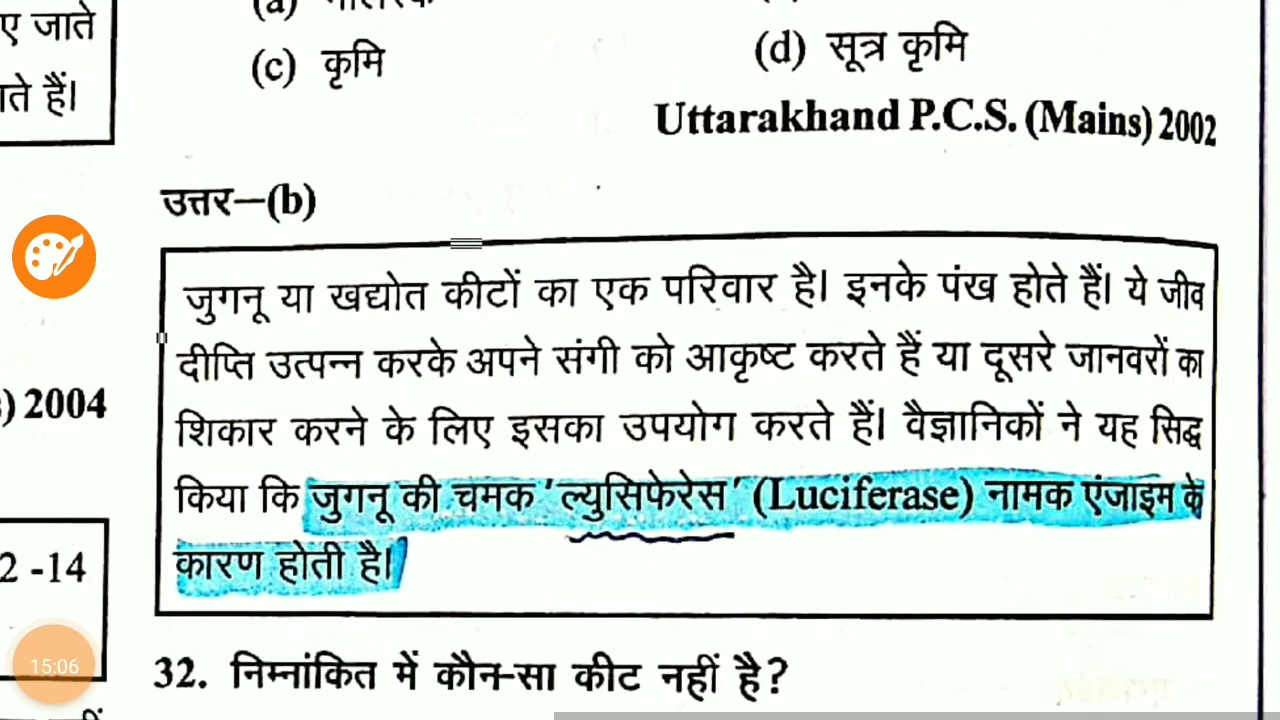 ए जाते
(a)
(c) कृमि
(d) सूत्र कृमि
ते हैं।
Uttarakhand P.C.S. (Mains) 2002
उत्तर–(b)
जुगनू या खद्योत कीटों का एक परिवार है। इनके पंख होते हैं। ये जीव
दीप्ति उत्पन्न करके अपने संगी को आकृष्ट करते हैं या दूसरे जानवरों का
) 2004
शिकार करने के लिए इसका उपयोग करते हैं। वैज्ञानिकों ने यह सिद्ध
किया कि जुगनू की चमक 'ल्युसिफेरेस' (Luciferase) नामक एंजाइम के
कारण होती है।
2 -14
15:06
32. निम्नांकित में कौन-सा कीट नहीं है?